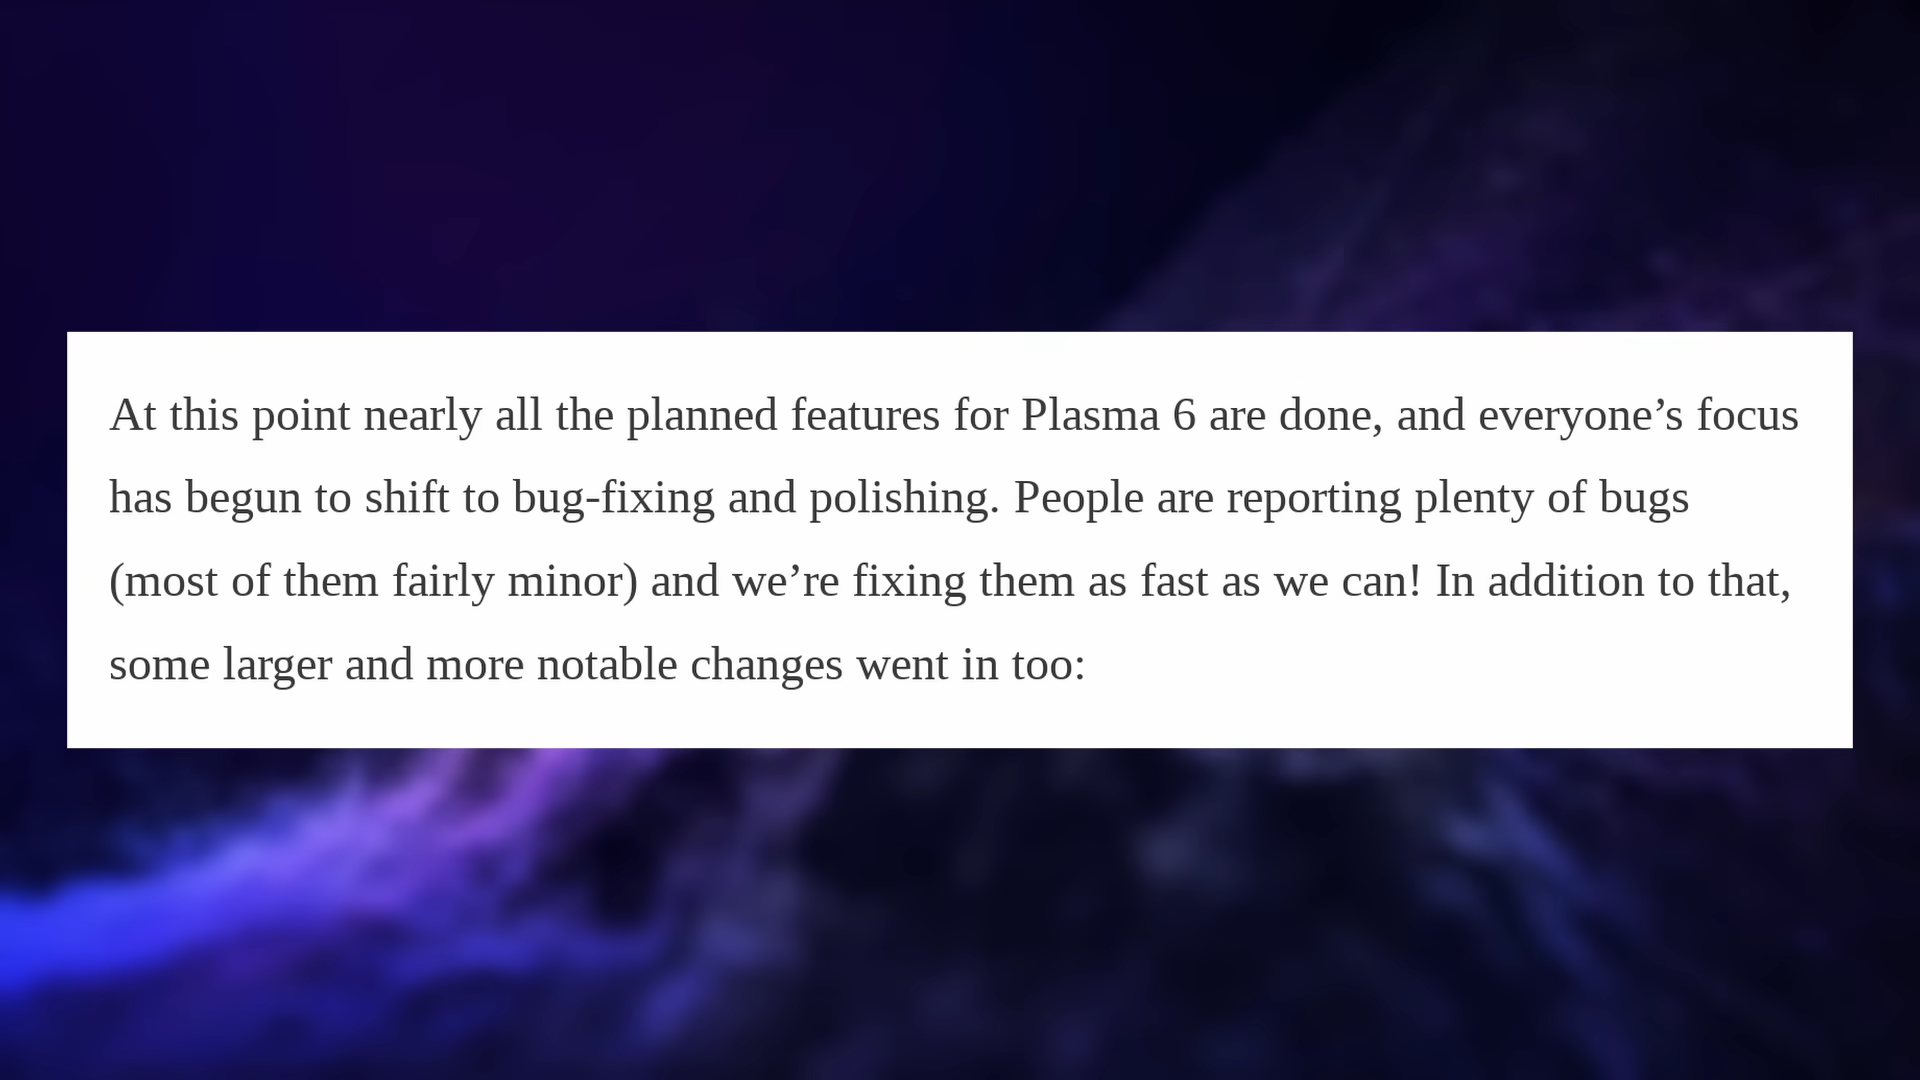 At this point nearly all the planned features for Plasma 6 are done, and everyone’s focus
has begun to shift to bug-fixing and polishing. People are reporting plenty of bugs
(most of them fairly minor) and we’re fixing them as fast as we can! In addition to that,
some larger and more notable changes went in too: